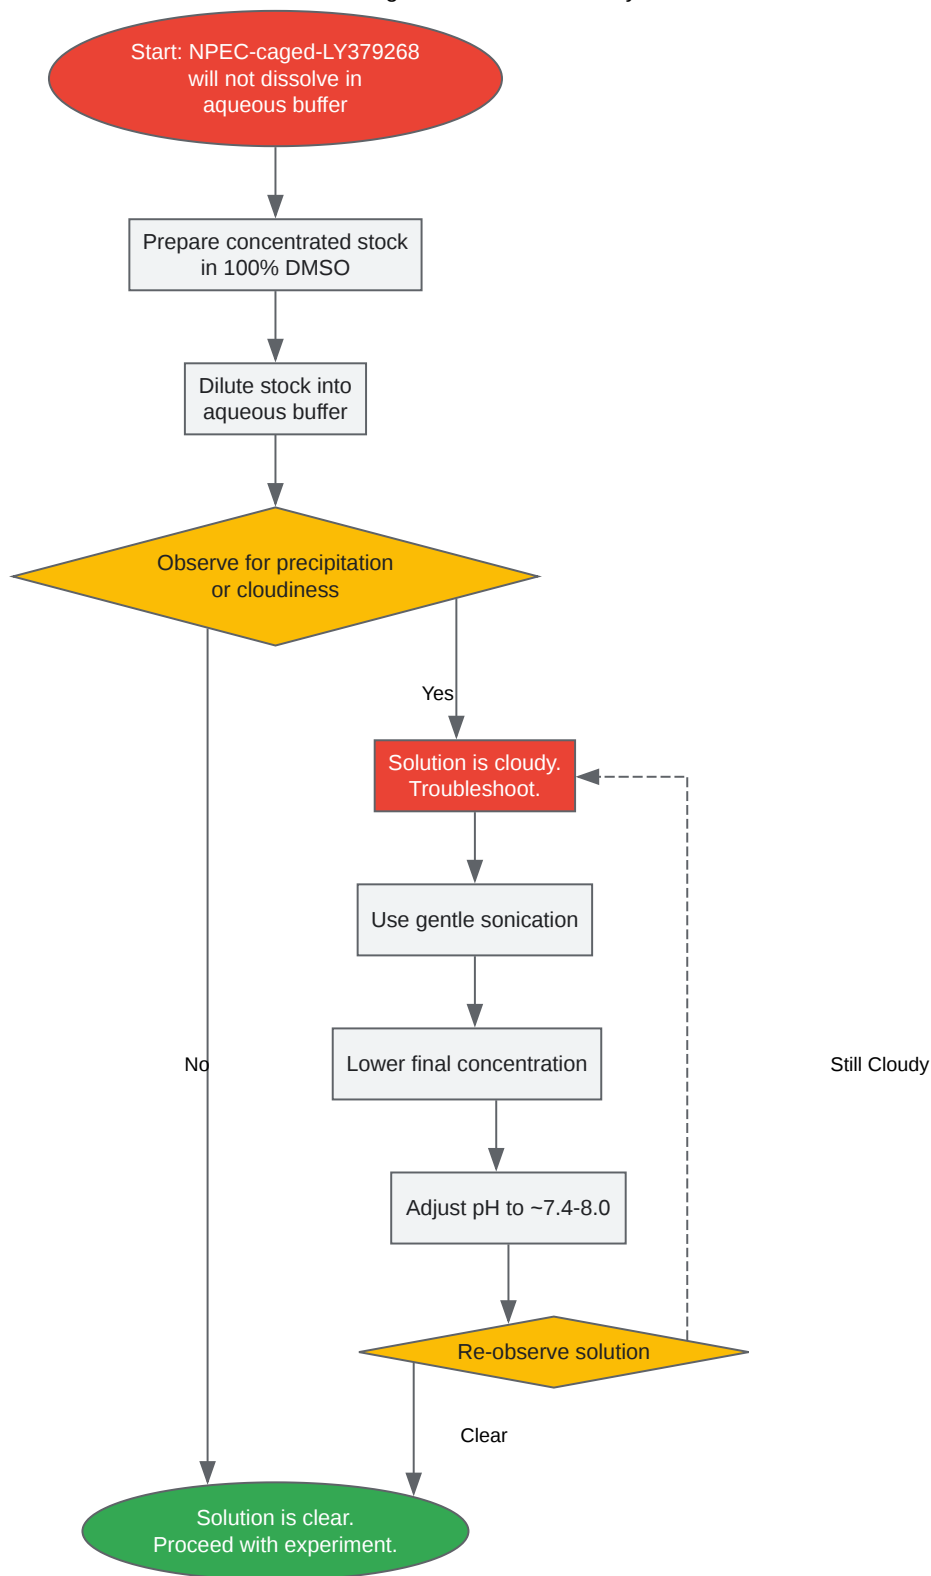 Start: NPEC-caged-LY379268
will not dissolve in
aqueous buffer
Prepare concentrated stock
in 100% DMSO
Dilute stock into
aqueous buffer
Observe for precipitation
or cloudiness
Yes
Solution is cloudy.
Troubleshoot.
Use gentle sonication
No
Lower final concentration
Still Cloudy
Adjust pH to ~7.4-8.0
Re-observe solution
Clear
Solution is clear.
Proceed with experiment.